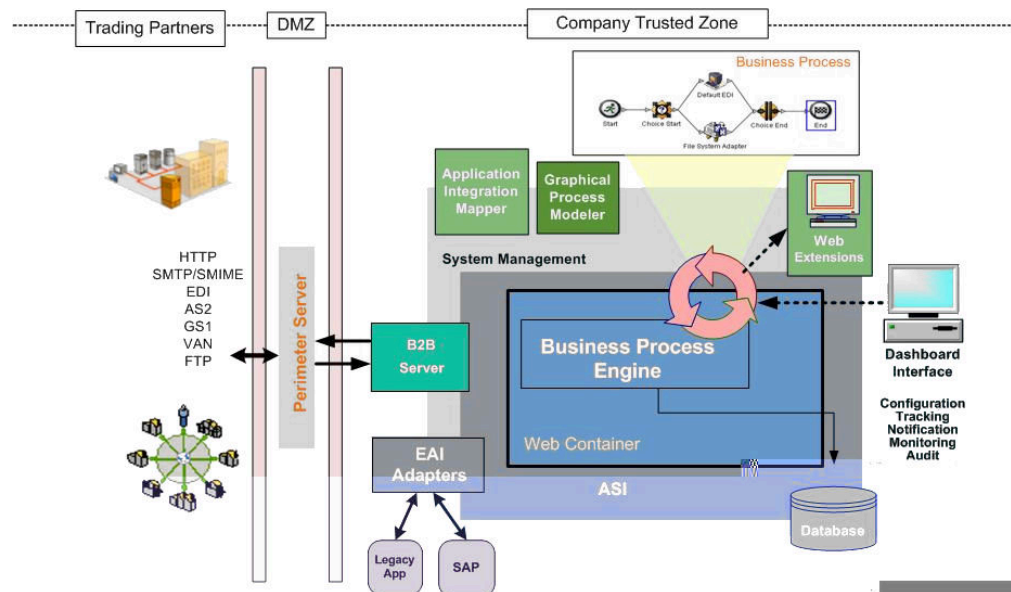 Trading Partners
DMZ
Company Trusted Zone
Business Process
Start
Choice Start
Default EDI
File System Adapter
Choice End
End
Application
Integration
Mapper
Graphical
Process
Modeler
Web
Extensions
System Management
HTTP
SMTP/SMIME
EDI
AS2
GS1
VAN
FTP
Perimeter Server
B2B
Server
Business Process
Engine
Web Container
Dashboard
Interface
Configuration
Tracking
Notification
Monitoring
Audit
EAI
Adapters
ASI
Database
Legacy
App
SAP